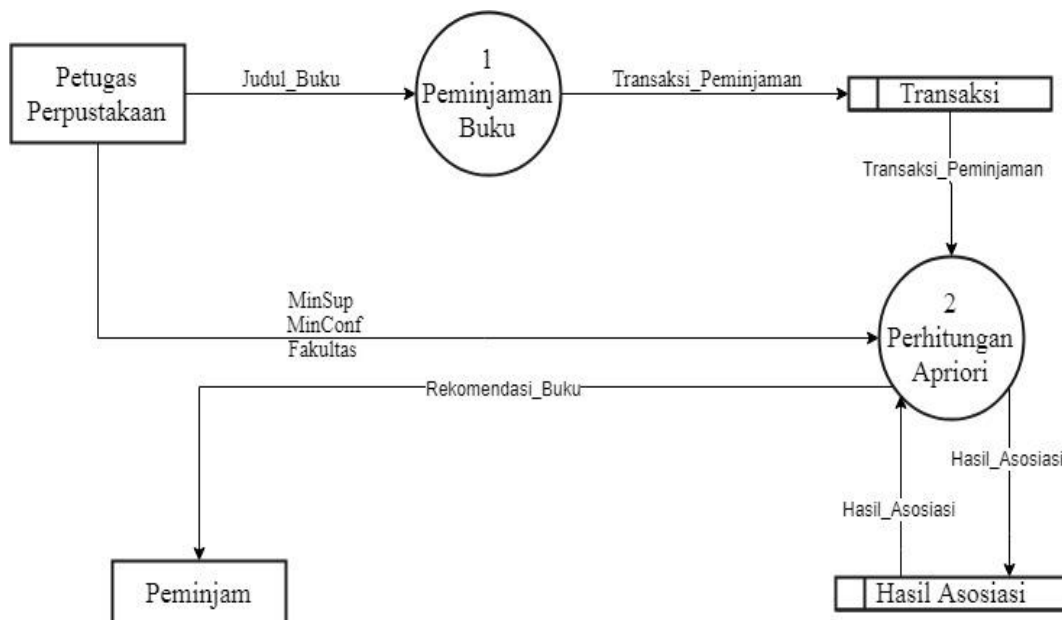 Petugas
Perpustakaan
Judul_Buku
1
Peminjaman
Buku
Transaksi_Peminjaman
Transaksi
Transaksi_Peminjaman
MinSup
MinConf
Fakultas
2
Perhitungan
Apriori
Rekomendasi_Buku
Hasil_Asosiasi
Hasil_Asosiasi
Peminjam
Hasil Asosiasi